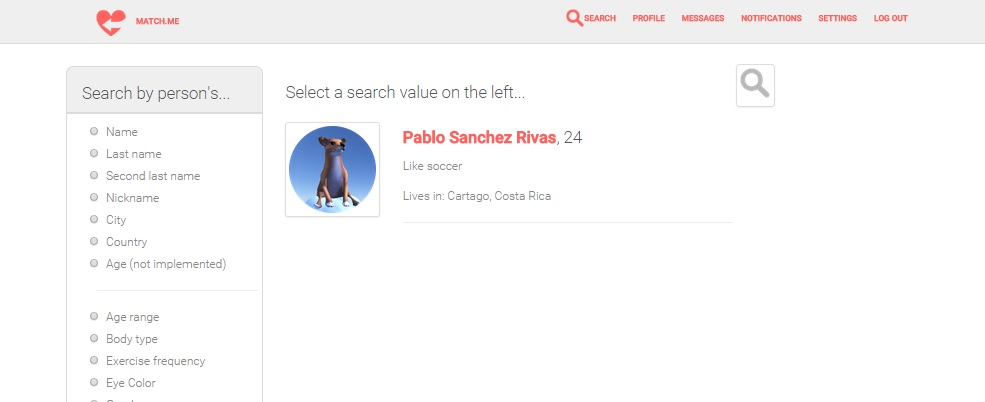 MATCH.ME
SEARCH PROFILE MESSAGES NOTIFICATIONS SETTINGS LOG OUT
Search by person's...
Name
Last name
Second last name
Nickname
City
Country
Age (not implemented)
Age range
Body type
Exercise frequency
Eye Color
Select a search value on the left...
Pablo Sanchez Rivas, 24
Like soccer
Lives in: Cartago, Costa Rica